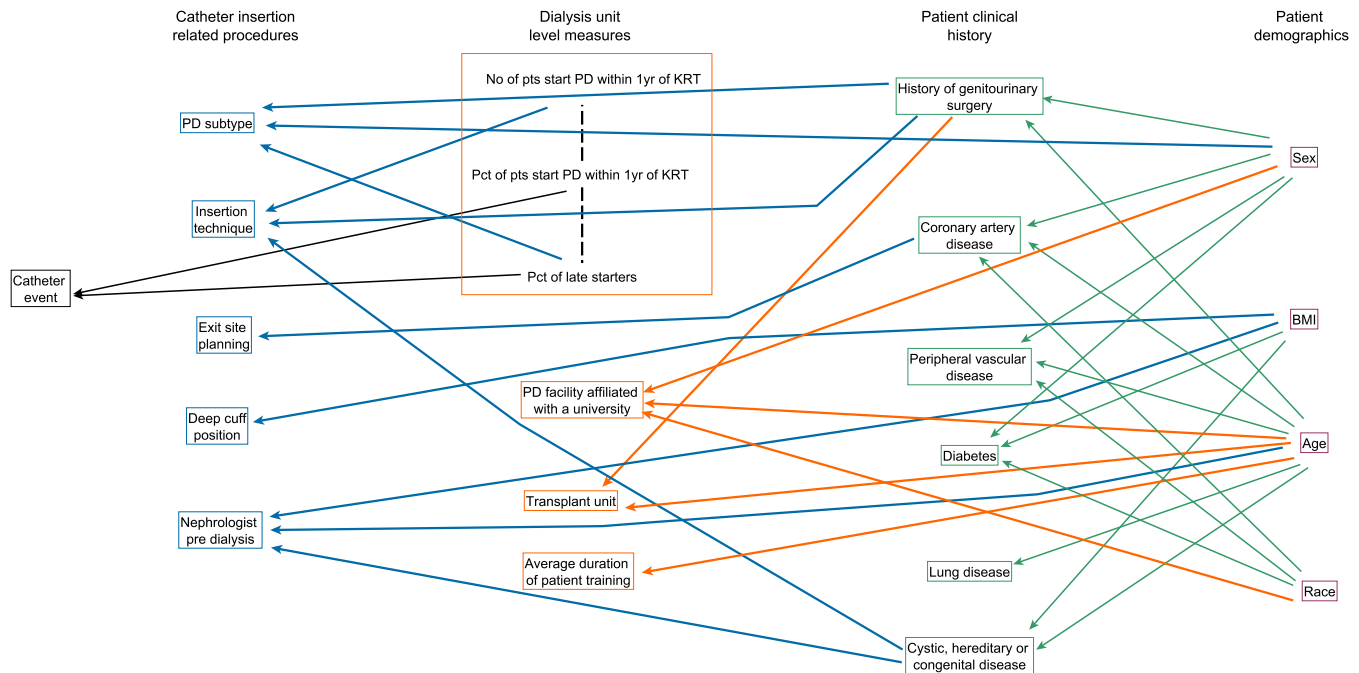 Catheter insertion
related procedures
Dialysis unit
level measures
Patient clinical
history
Patient
demographics
No of pts start PD within 1yr of KRT
History of genitourinary
surgery
PD subtype
Sex
Pct of pts start PD within 1yr of KRT
Insertion
technique
Coronary artery
disease
Catheter
event
Pct of late starters
Exit site
planning
BMI
Peripheral vascular
disease
PD facility affiliated
with a university
Deep cuff
position
Age
Diabetes
Transplant unit
Nephrologist
pre dialysis
Average duration
of patient training
Lung disease
Race
Cystic, hereditary or
congenital disease